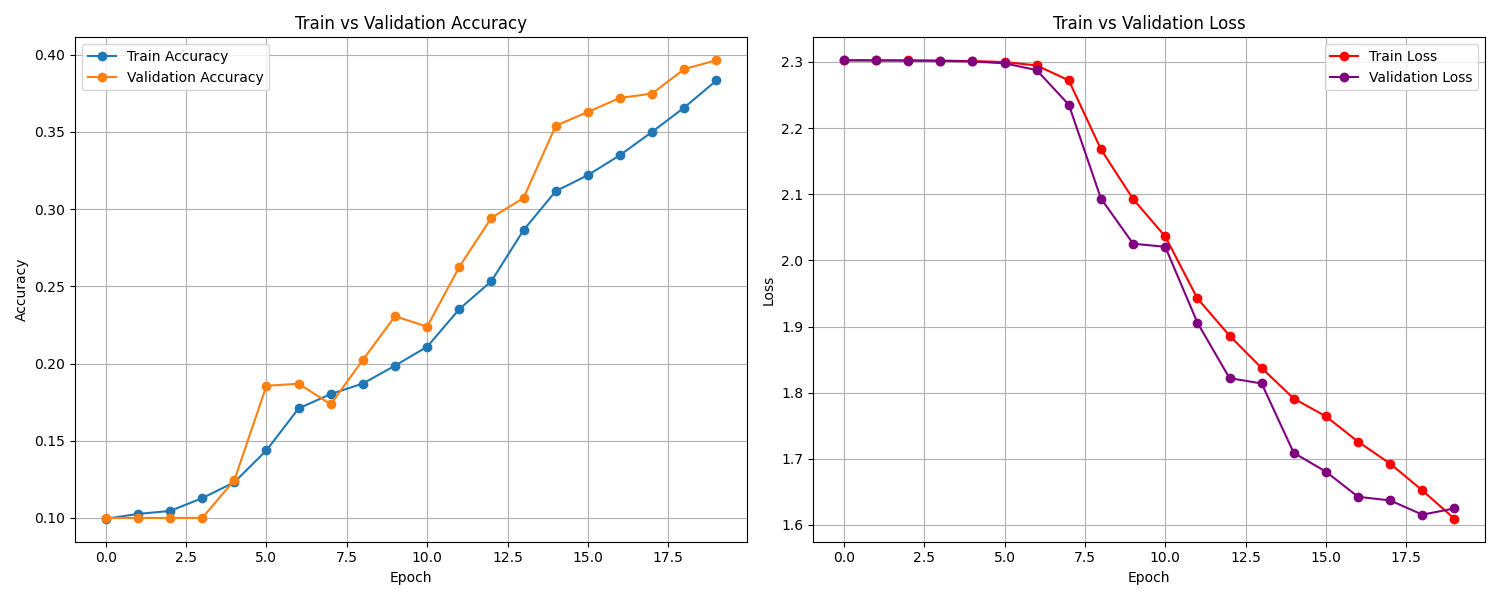 Train vs Validation Accuracy
Train Accuracy
Validation Accuracy
0.40
0.35
0.30
0.25
0.20
0.15
0.10
Accuracy
0.0 2.5 5.0 7.5 10.0 12.5 15.0 17.5
Epoch
Train vs Validation Loss
Train Loss
Validation Loss
2.3
2.2
2.1
2.0
1.9
1.8
1.7
1.6
Loss
0.0 2.5 5.0 7.5 10.0 12.5 15.0 17.5
Epoch